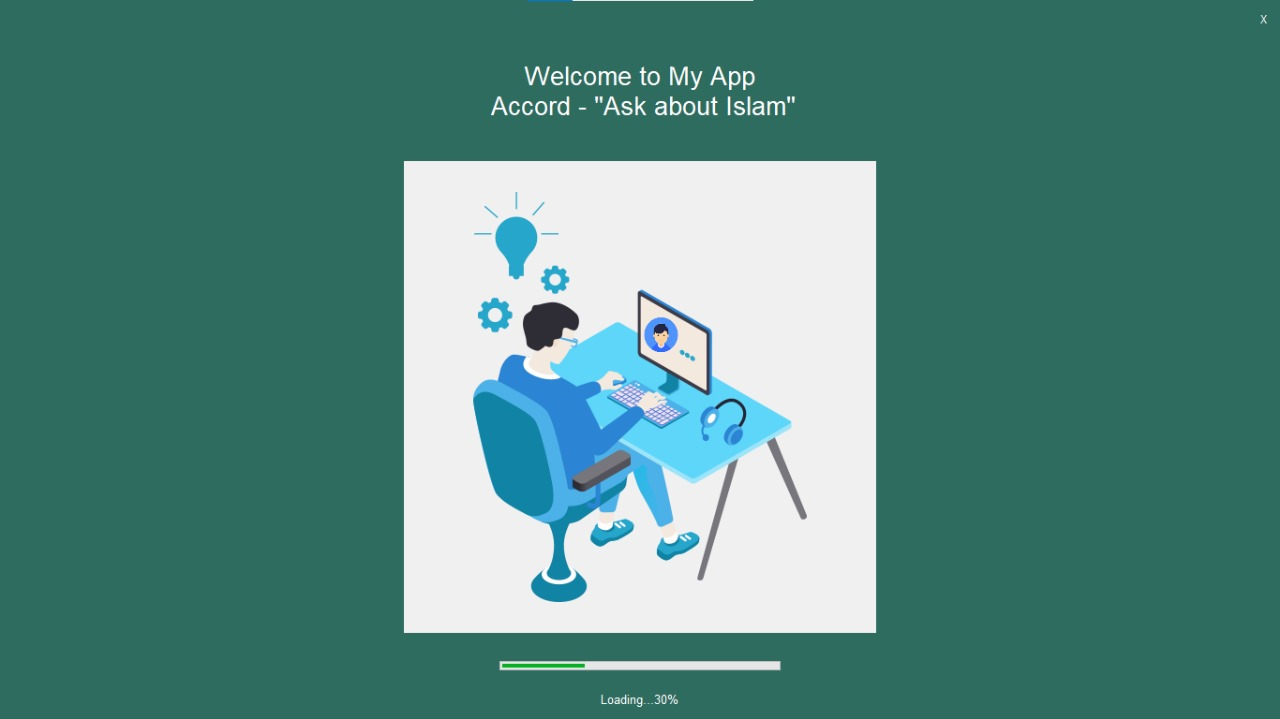 X
Welcome to My App
Accord - "Ask about Islam"
Loading...30%